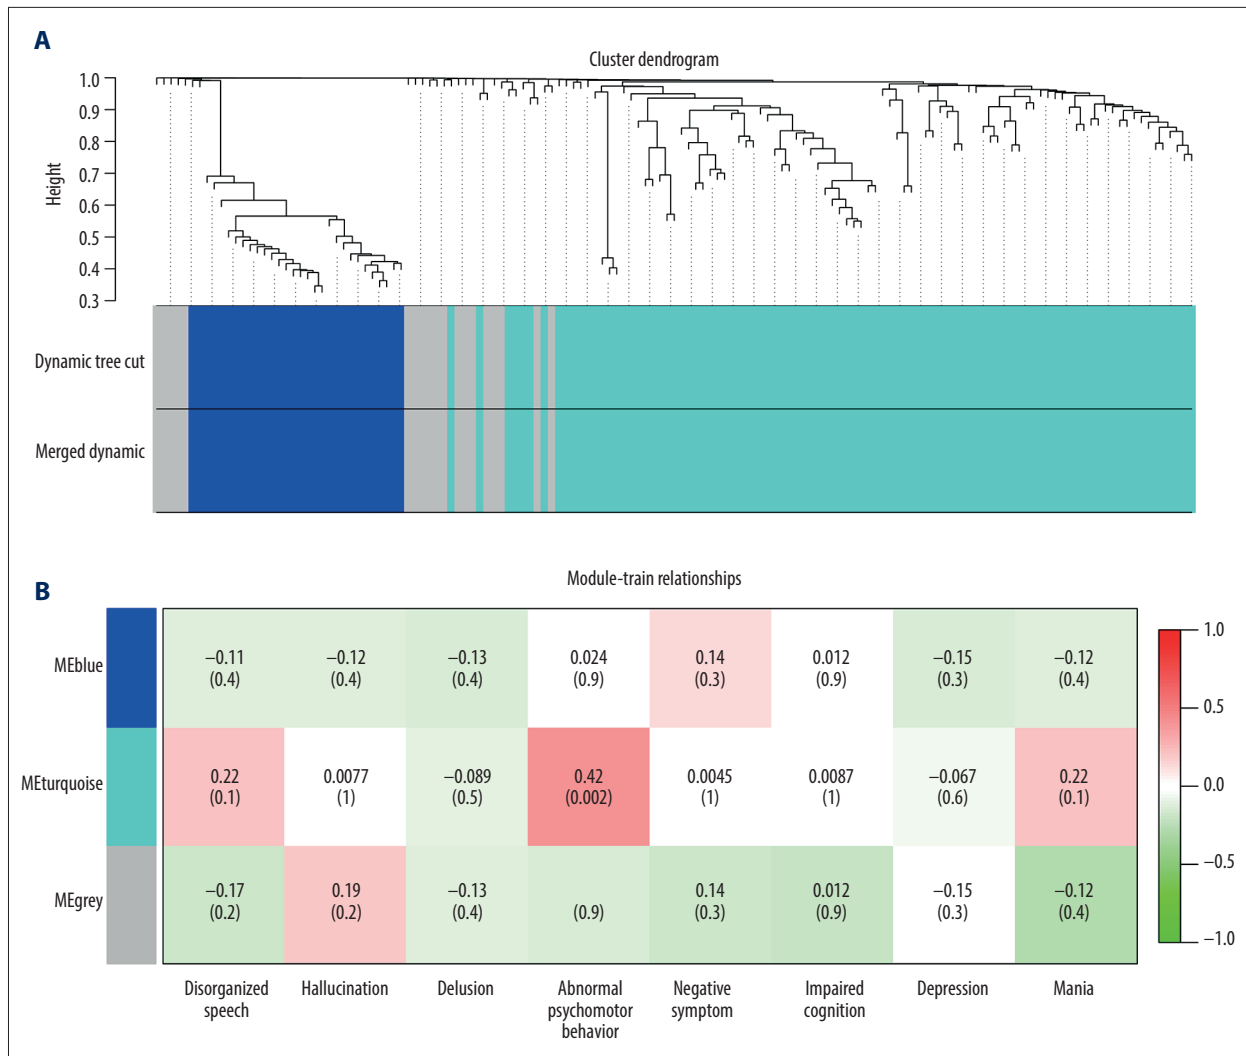 A
Cluster dendrogram
1.0
0.9
0.8
0.7
0.6
0.5
0.4
0.3
Height
Dynamic tree cut
Merged dynamic
B
Module-train relationships
MEblue
−0.11 −0.12 −0.13 0.024 0.14 0.012 −0.15 −0.12
(0.4) (0.4) (0.4) (0.9) (0.3) (0.9) (0.3) (0.4)
MEturquoise
0.22 0.0077 −0.089 0.42 0.0045 0.0087 −0.067 0.22
(0.1) (1) (0.5) (0.002) (1) (1) (0.6) (0.1)
MEgrey
−0.17 0.19 −0.13 0.14 0.012 −0.15 −0.12
(0.2) (0.2) (0.4) (0.9) (0.3) (0.9) (0.3) (0.4)
1.0
0.5
0.0
−0.5
−1.0
Disorganized
speech
Hallucination
Delusion
Abnormal
psychomotor
behavior
Negative
symptom
Impaired
cognition
Depression
Mania